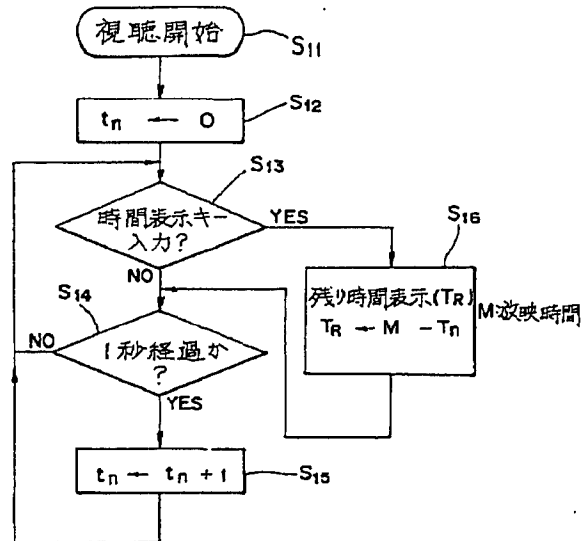 視聴開始
S11
tn ← 0
S12
S13
時間表示キー
入力?
YES
NO
S16
残り時間表示(TR)
TR ← M - Tn
M:放映時間
S14
1秒経過か
?
NO
YES
tn ← tn + 1
S15